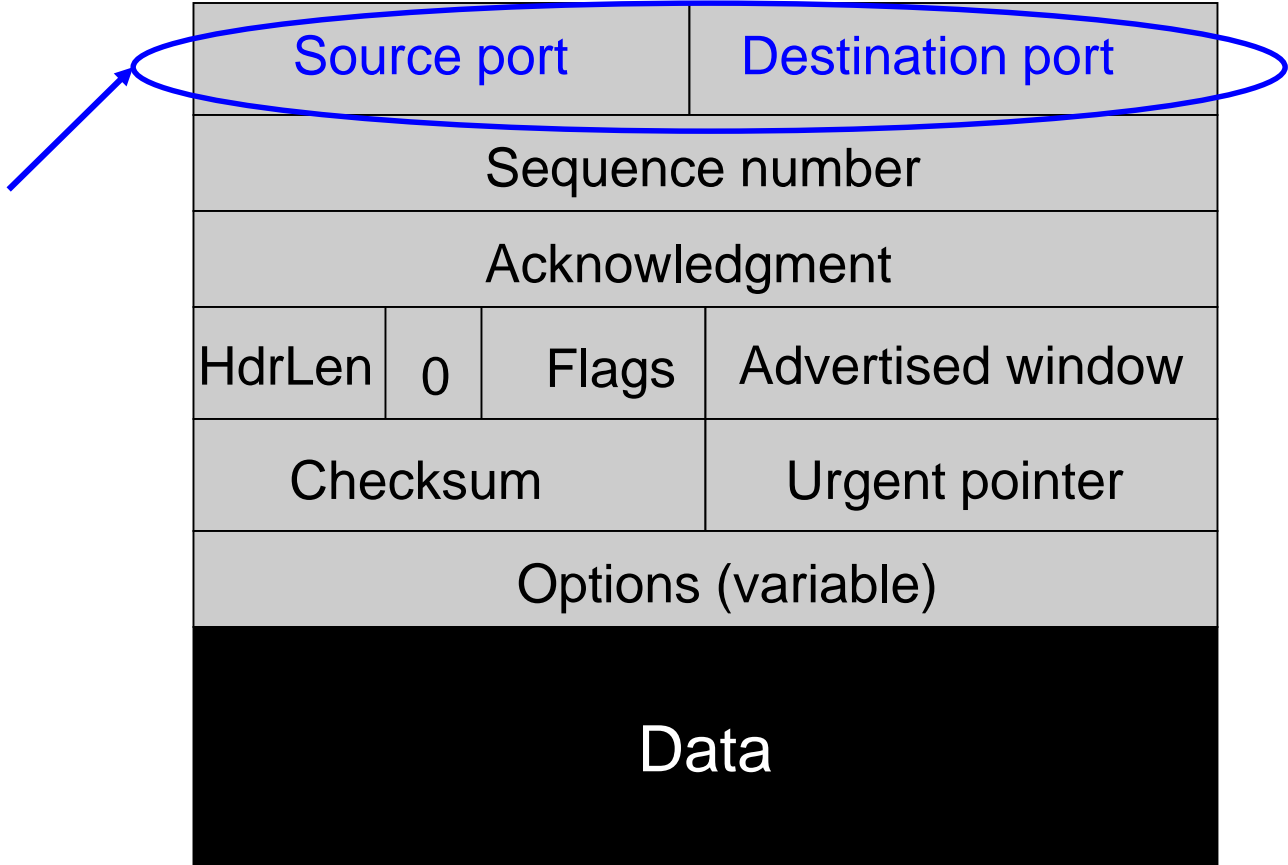 Source port Destination port
Sequence number
Acknowledgment
HdrLen 0 Flags Advertised window
Checksum Urgent pointer
Options (variable)
Data